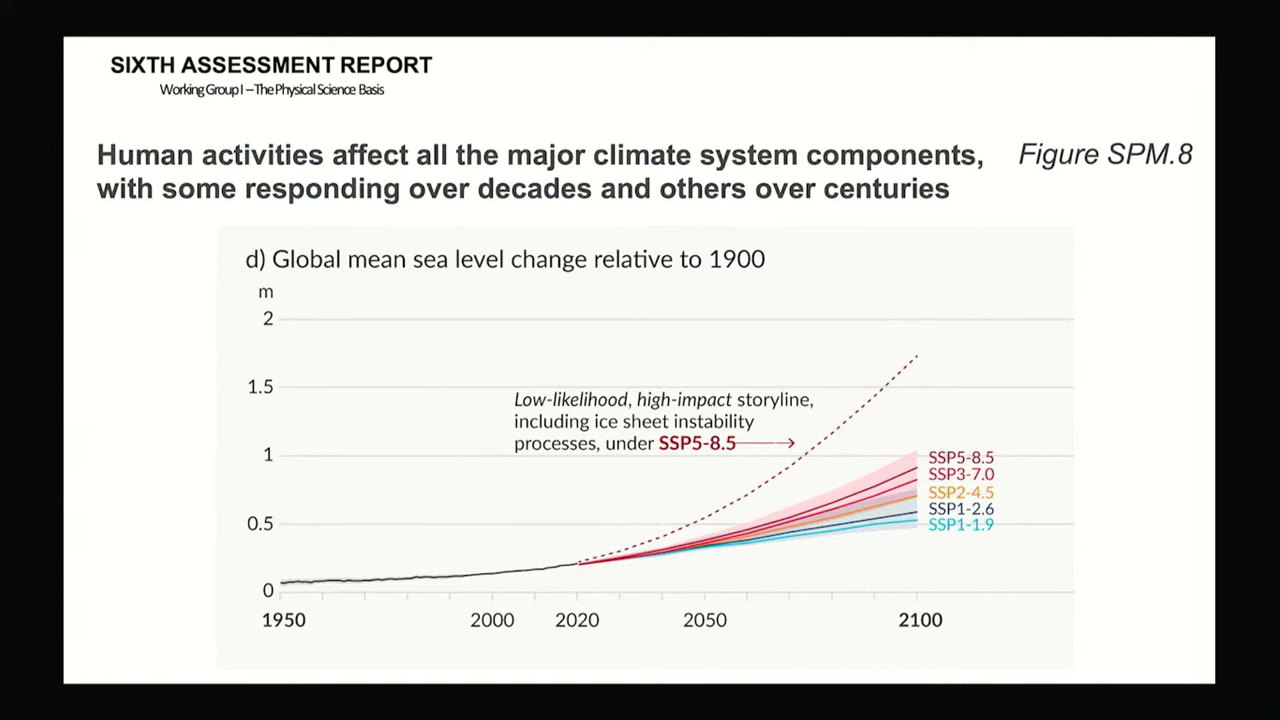 SIXTH ASSESSMENT REPORT
Working Group I – The Physical Science Basis
Human activities affect all the major climate system components,
with some responding over decades and others over centuries
Figure SPM.8
d) Global mean sea level change relative to 1900
m
2
1.5
1
0.5
0
Low-likelihood, high-impact storyline,
including ice sheet instability
processes, under SSP5-8.5
SSP5-8.5
SSP3-7.0
SSP2-4.5
SSP1-2.6
SSP1-1.9
1950
2000
2020
2050
2100